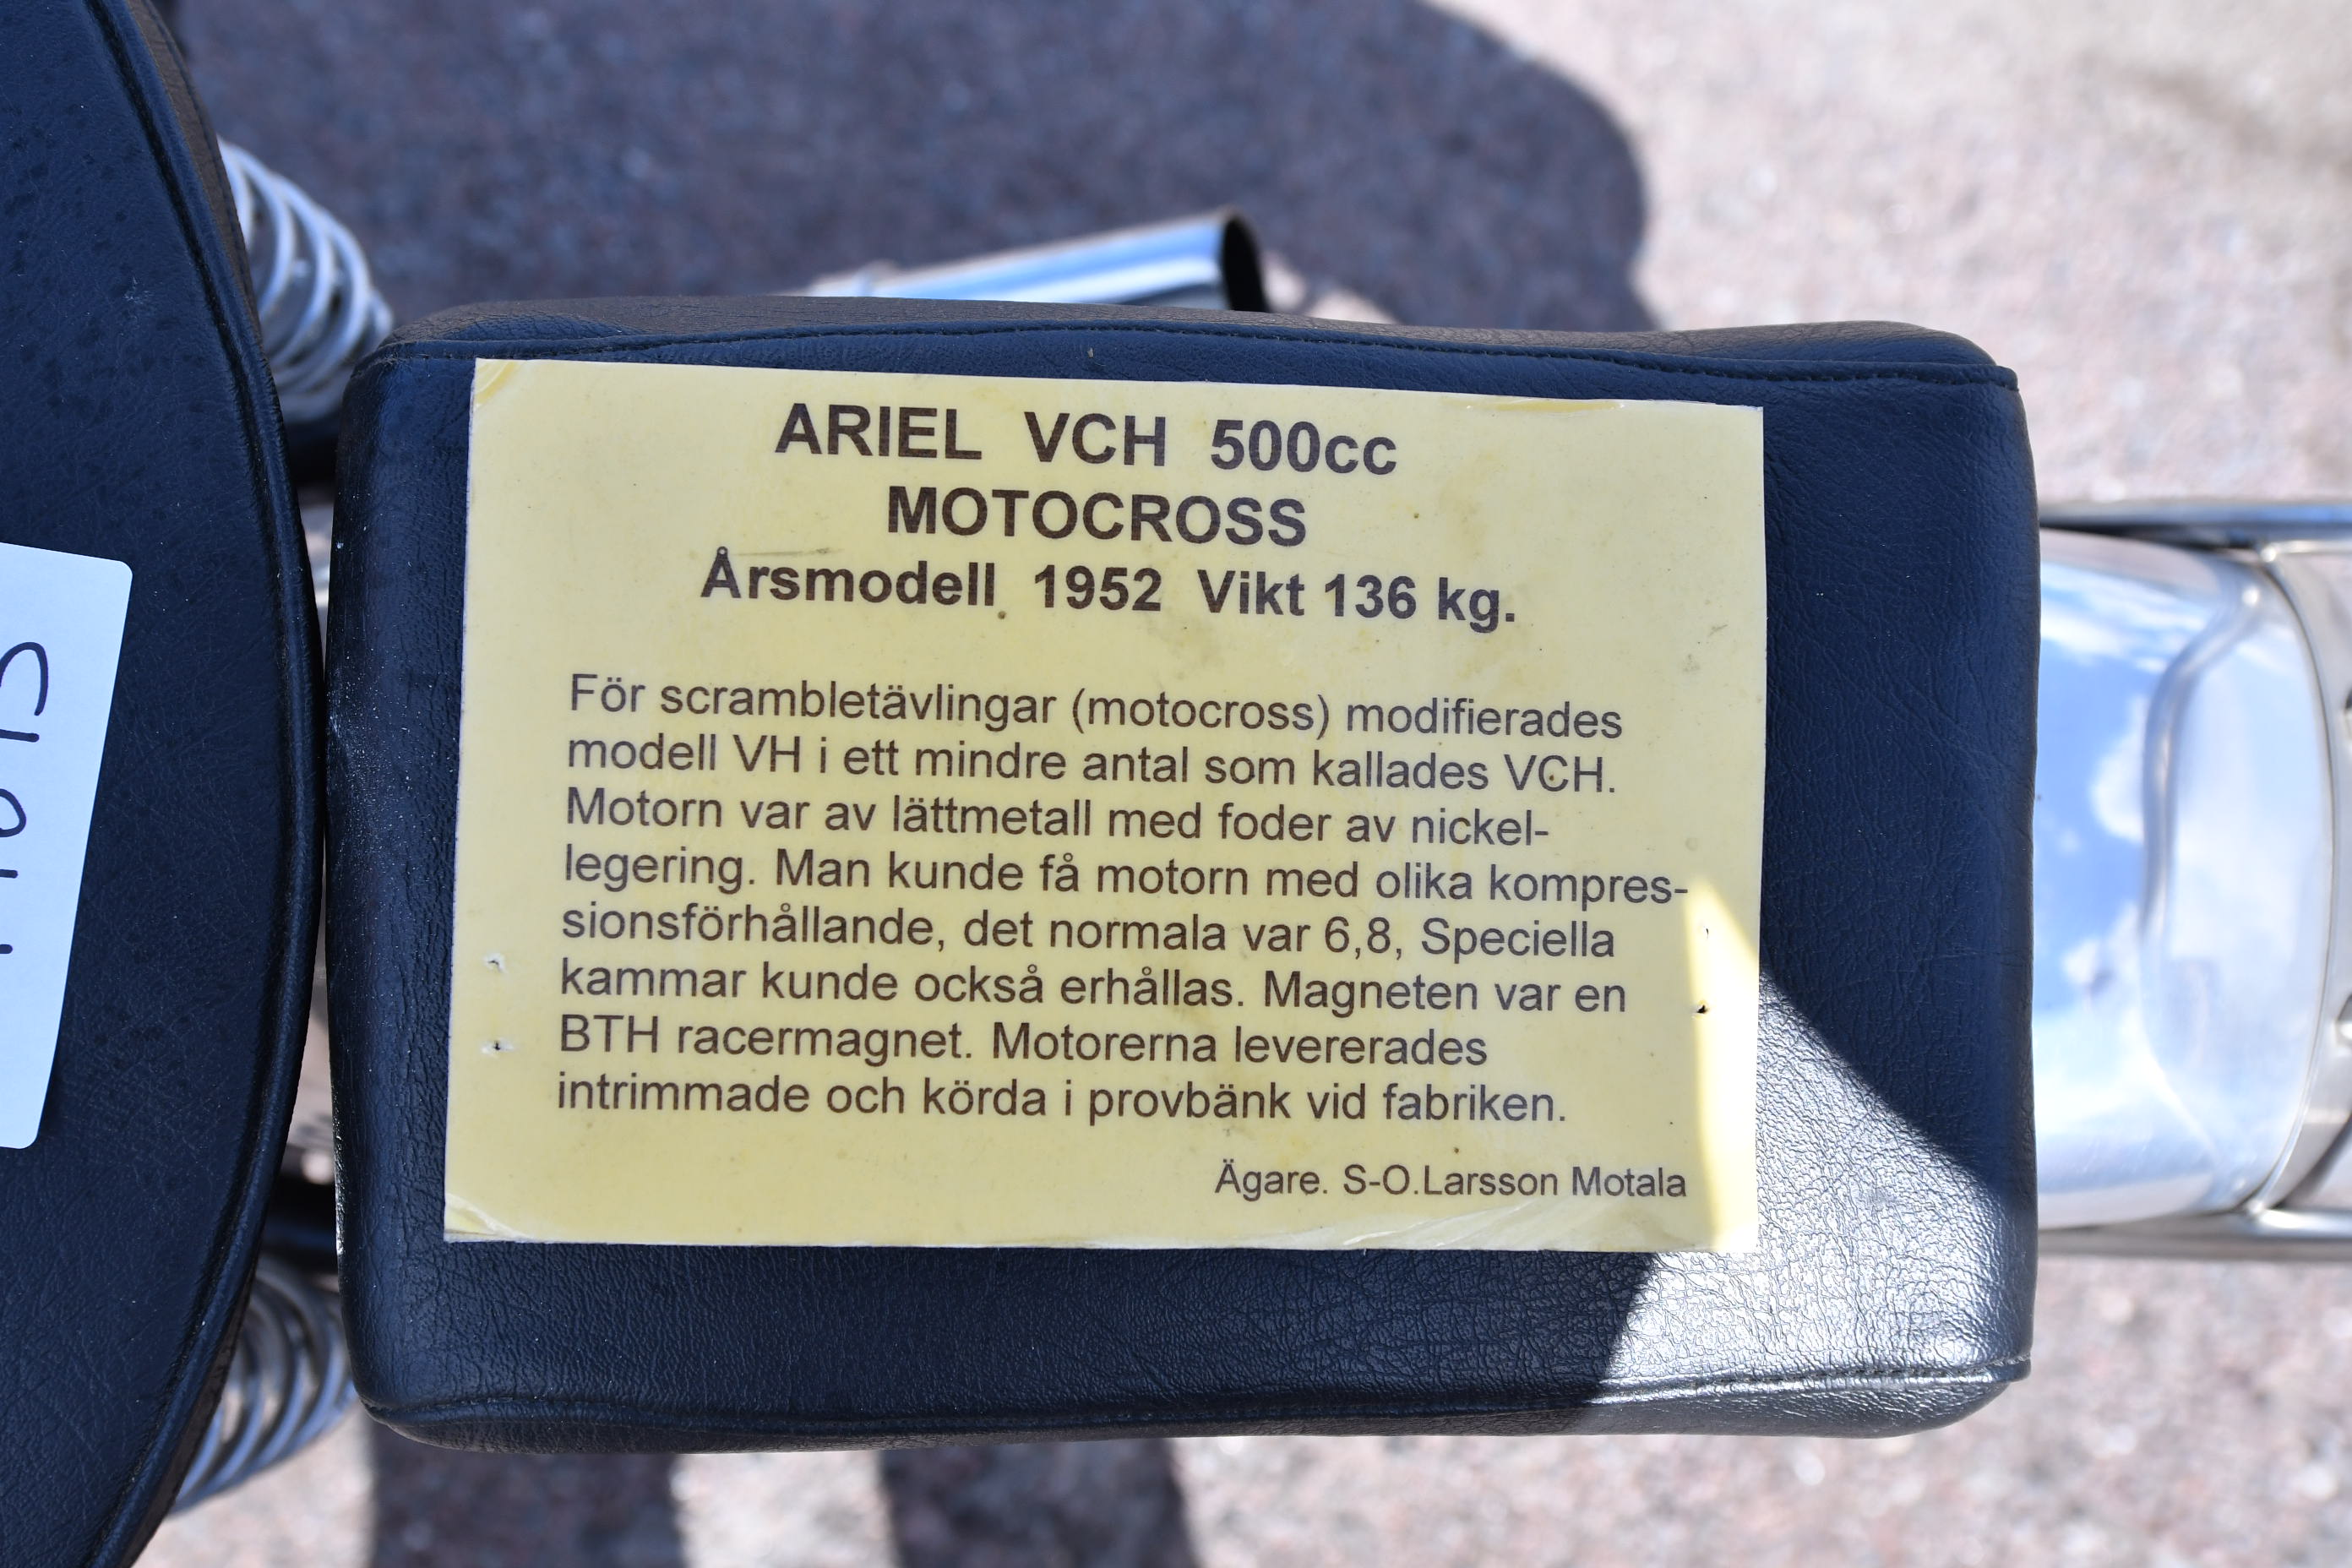 ARIEL VCH 500cc
MOTOCROSS
Årsmodell 1952 Vikt 136 kg.
För scrambletävlingar (motocross) modifierades
modell VH i ett mindre antal som kallades VCH.
Motorn var av lättmetall med foder av nickel-
legering. Man kunde få motorn med olika kompres-
sionsförhållande, det normala var 6,8, Speciella
kammar kunde också erhållas. Magneten var en
BTH racermagnet. Motorerna levererades
intrimmade och körda i provbänk vid fabriken.
Ägare. S-O.Larsson Motala